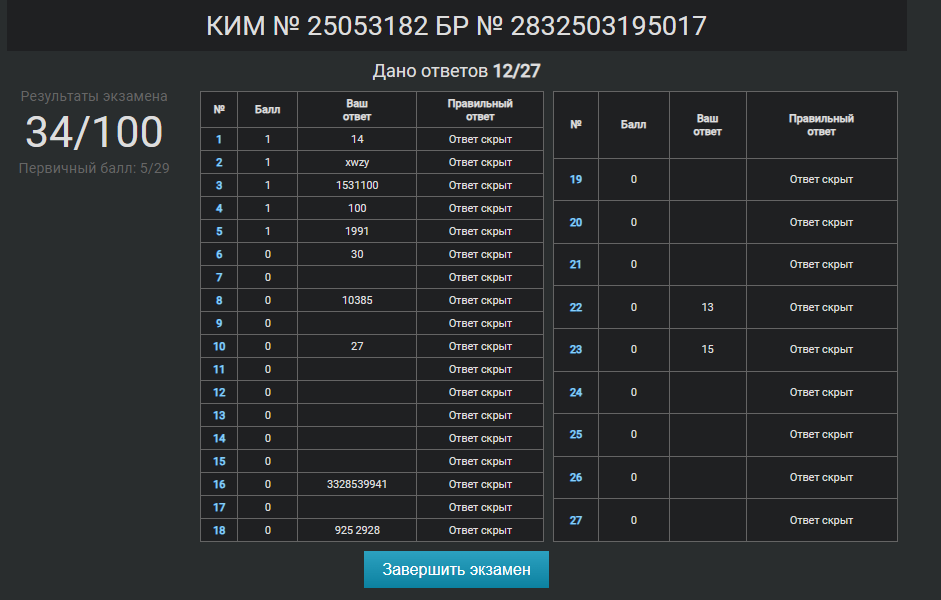 КИМ № 25053182 БР № 2832503195017
Дано ответов 12/27
Результаты экзамена
34/100
Первичный балл: 5/29
№ Балл Ваш ответ Правильный ответ
1 1 14 Ответ скрыт
2 1 xwzy Ответ скрыт
3 1 1531100 Ответ скрыт
4 1 100 Ответ скрыт
5 1 1991 Ответ скрыт
6 0 30 Ответ скрыт
7 0 Ответ скрыт
8 0 10385 Ответ скрыт
9 0 Ответ скрыт
10 0 27 Ответ скрыт
11 0 Ответ скрыт
12 0 Ответ скрыт
13 0 Ответ скрыт
14 0 Ответ скрыт
15 0 Ответ скрыт
16 0 3328539941 Ответ скрыт
17 0 Ответ скрыт
18 0 925 2928 Ответ скрыт
№ Балл Ваш ответ Правильный ответ
19 0 Ответ скрыт
20 0 Ответ скрыт
21 0 Ответ скрыт
22 0 13 Ответ скрыт
23 0 15 Ответ скрыт
24 0 Ответ скрыт
25 0 Ответ скрыт
26 0 Ответ скрыт
27 0 Ответ скрыт
Завершить экзамен